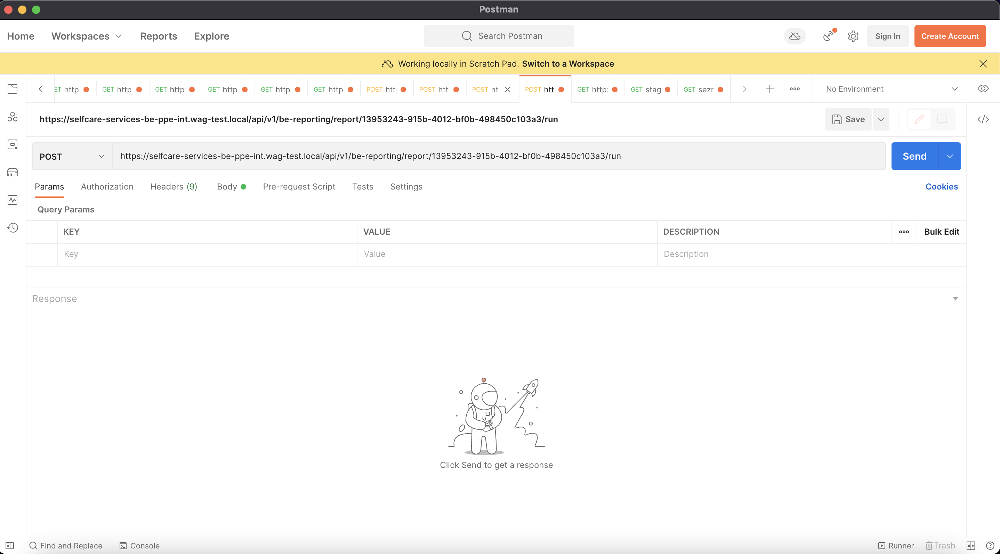 Postman
Home Workspaces Reports Explore Search Postman Sign In Create Account
Working locally in Scratch Pad. Switch to a Workspace
ET http GET http GET http GET http GET http GET http POST htt POST htt POST ht POST htt GET http: GET stag GET sezr No Environment
https://selfcare-services-be-ppe-int.wag-test.local/api/v1/be-reporting/report/13953243-915b-4012-bf0b-498450c103a3/run Save
POST https://selfcare-services-be-ppe-int.wag-test.local/api/v1/be-reporting/report/13953243-915b-4012-bf0b-498450c103a3/run Send
Params Authorization Headers (9) Body Pre-request Script Tests Settings Cookies
Query Params
KEY VALUE DESCRIPTION Bulk Edit
Key Value Description
Response
Click Send to get a response
Find and Replace Console Runner Trash